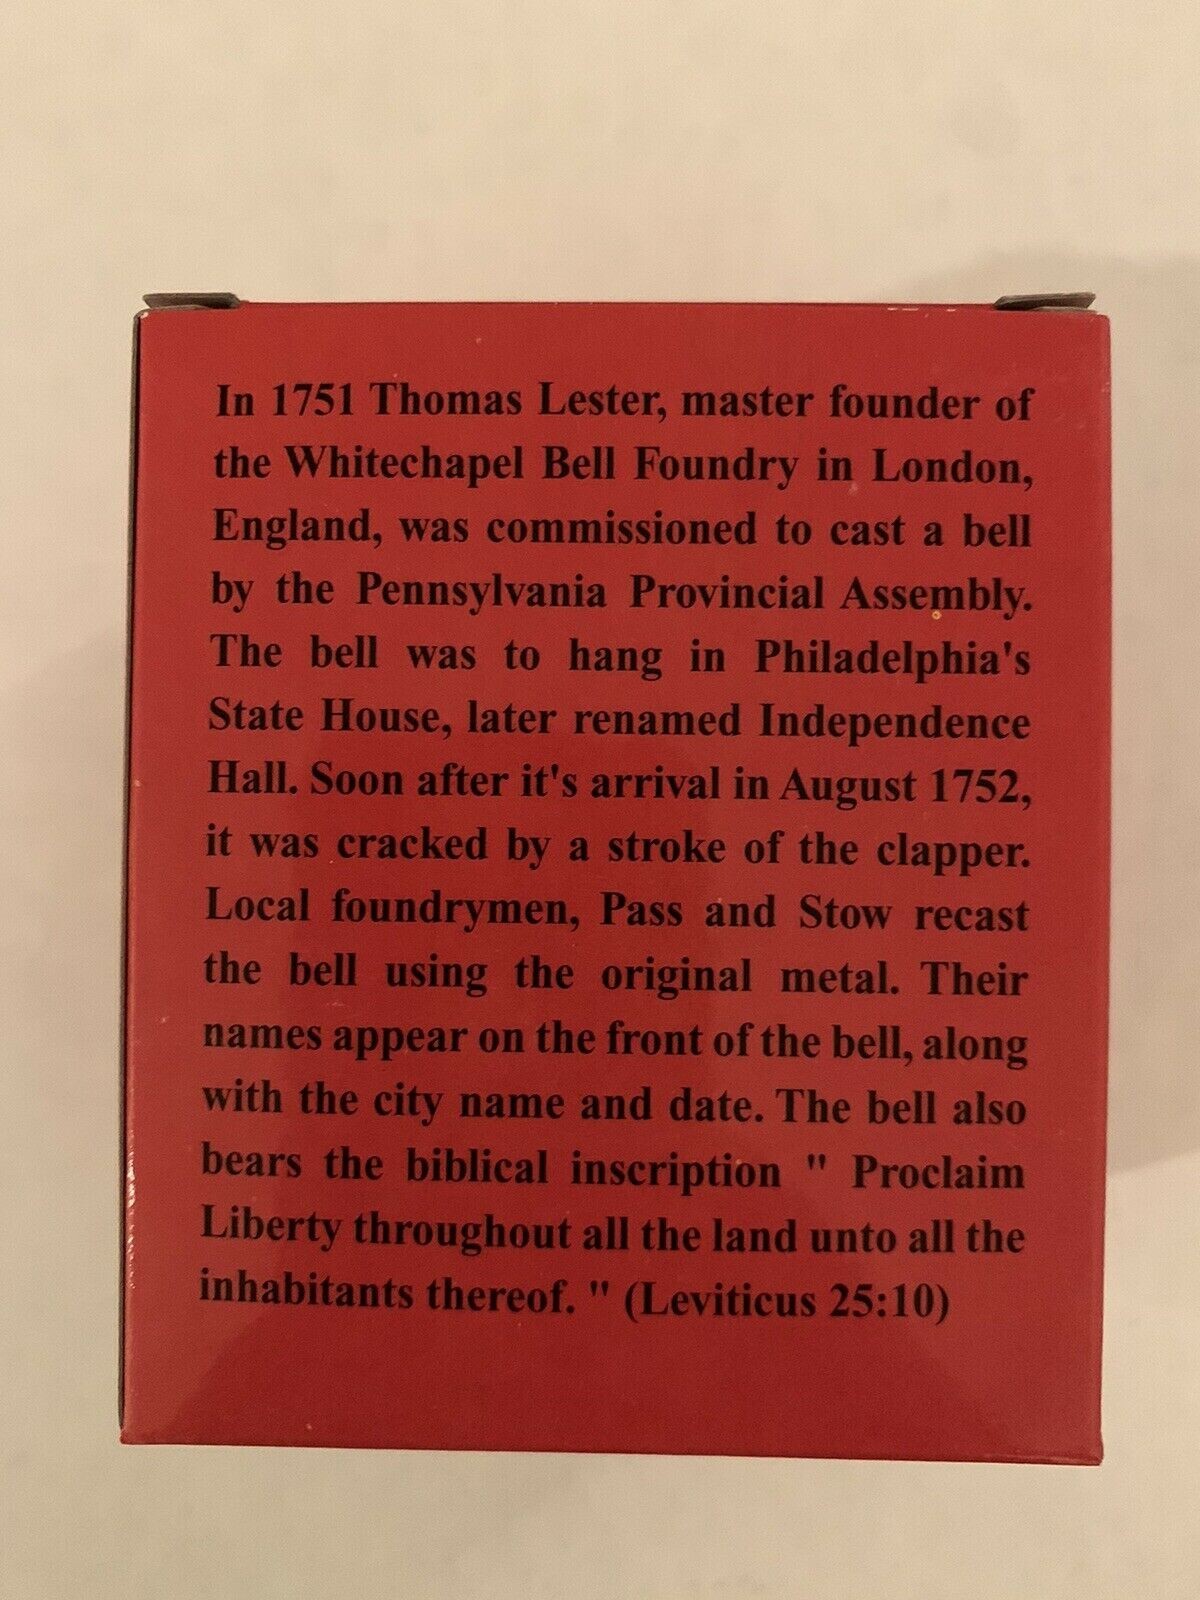 In 1751 Thomas Lester, master founder of
the Whitechapel Bell Foundry in London,
England, was commissioned to cast a bell
by the Pennsylvania Provincial Assembly.
The bell was to hang in Philadelphia's
State House, later renamed Independence
Hall. Soon after it's arrival in August 1752,
it was cracked by a stroke of the clapper.
Local foundrymen, Pass and Stow recast
the bell using the original metal. Their
names appear on the front of the bell, along
with the city name and date. The bell also
bears the biblical inscription " Proclaim
Liberty throughout all the land unto all the
inhabitants thereof. " (Leviticus 25:10)